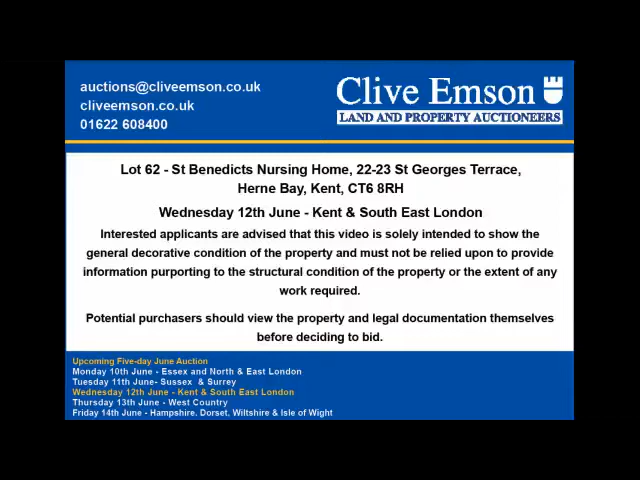 auctions@cliveemson.co.uk
cliveemson.co.uk
01622 608400
Clive Emson
LAND AND PROPERTY AUCTIONEERS
Lot 62 - St Benedicts Nursing Home, 22-23 St Georges Terrace,
Herne Bay, Kent, CT6 8RH
Wednesday 12th June - Kent & South East London
Interested applicants are advised that this video is solely intended to show the
general decorative condition of the property and must not be relied upon to provide
information purporting to the structural condition of the property or the extent of any
work required.
Potential purchasers should view the property and legal documentation themselves
before deciding to bid.
Upcoming Five-day June Auction
Monday 10th June - Essex and North & East London
Tuesday 11th June- Sussex & Surrey
Wednesday 12th June - Kent & South East London
Thursday 13th June - West Country
Friday 14th June - Hampshire. Dorset, Wiltshire & Isle of Wight